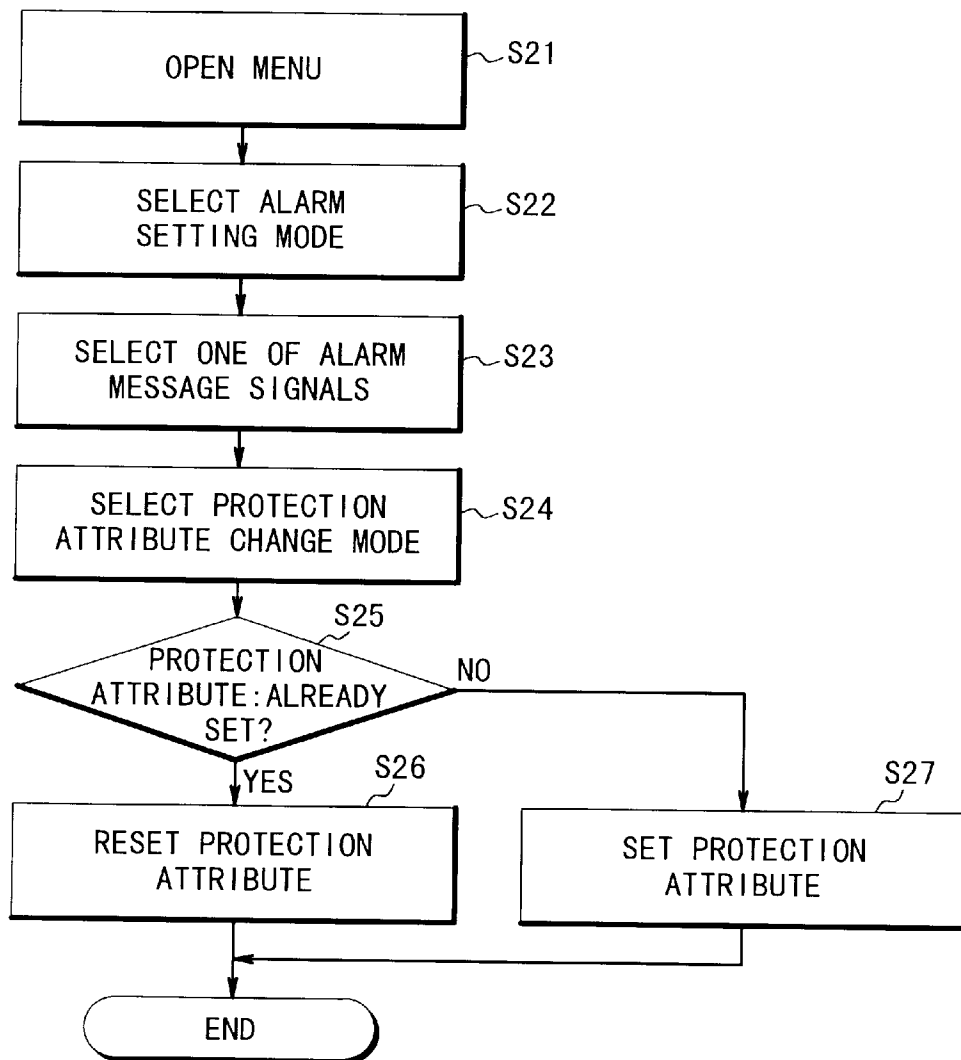 OPEN MENU
S21
SELECT ALARM
SETTING MODE
S22
SELECT ONE OF ALARM
MESSAGE SIGNALS
S23
SELECT PROTECTION
ATTRIBUTE CHANGE MODE
S24
S25
PROTECTION
ATTRIBUTE:ALREADY
SET?
NO
YES
S26
RESET PROTECTION
ATTRIBUTE
S27
SET PROTECTION
ATTRIBUTE
END